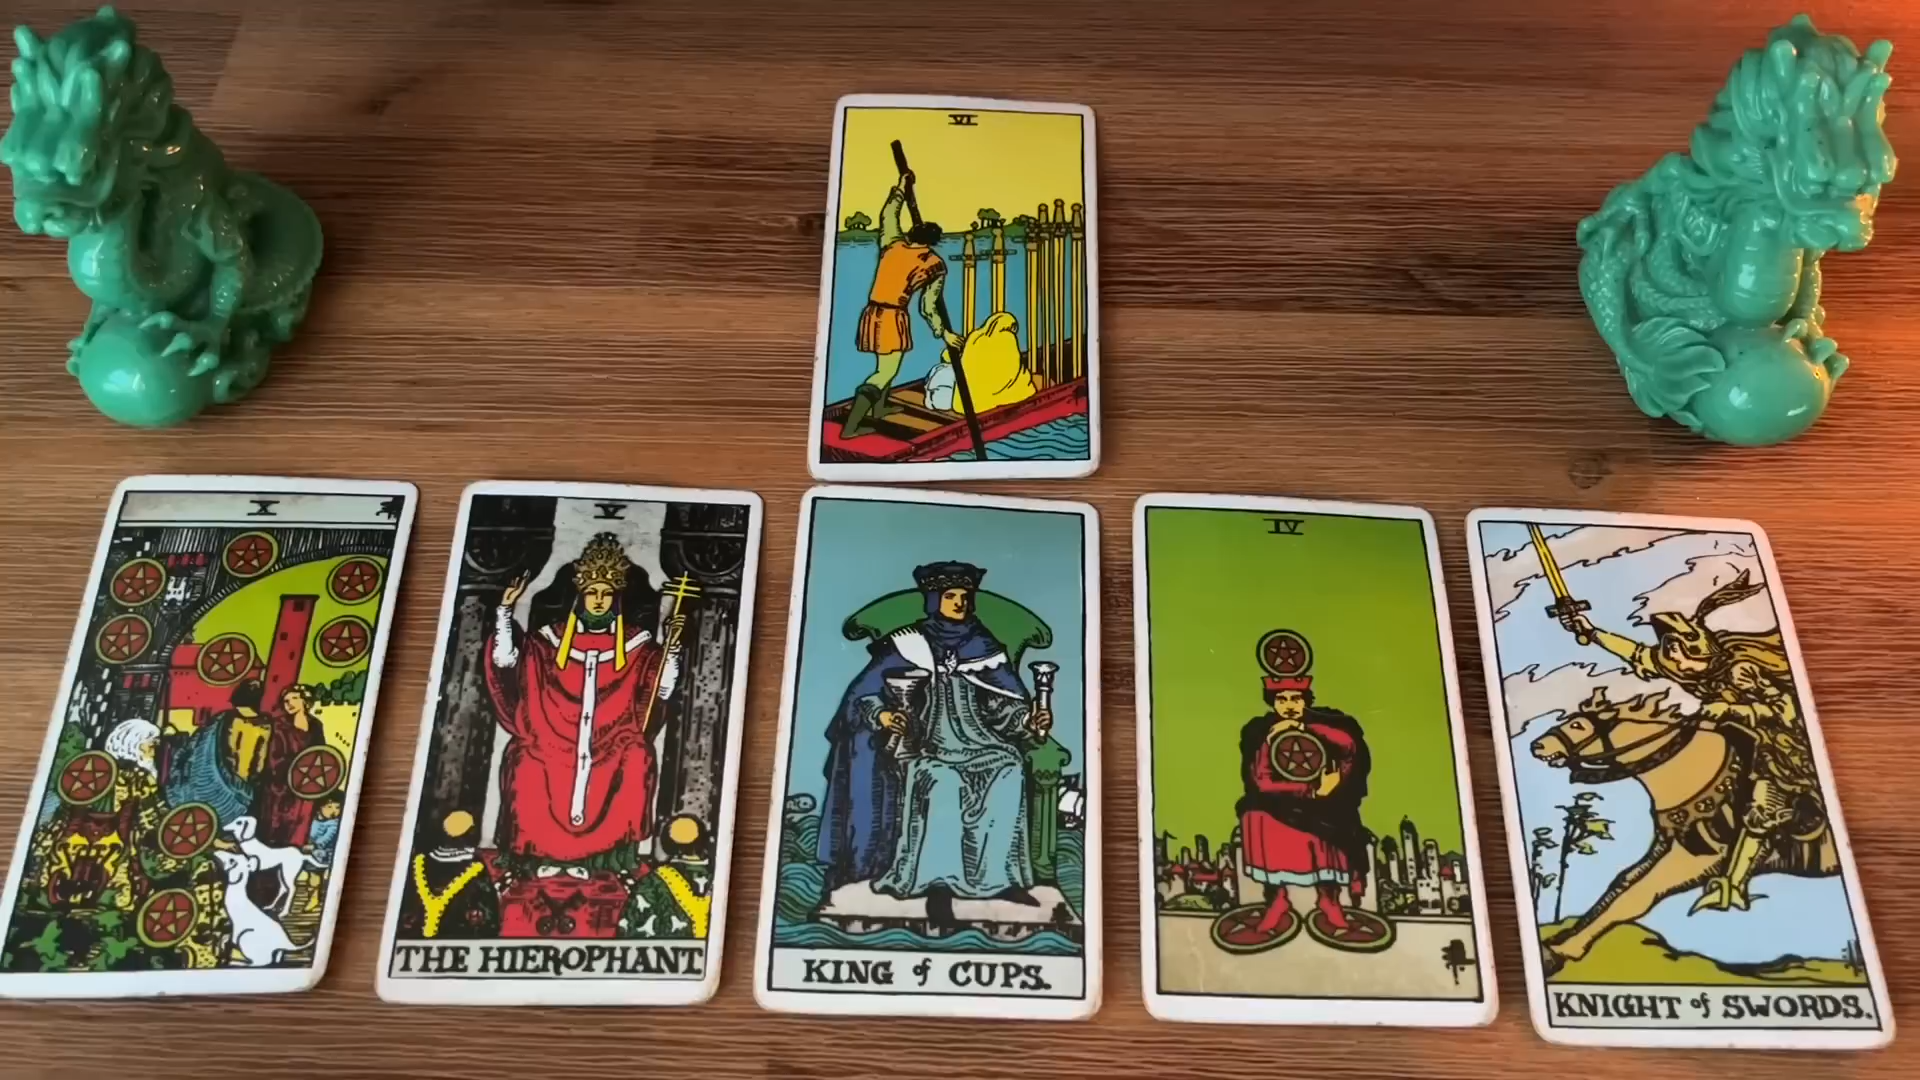 VI
X
V
IV
THE HIEROPHANT.
KING of CUPS.
KNIGHT of SWORDS.